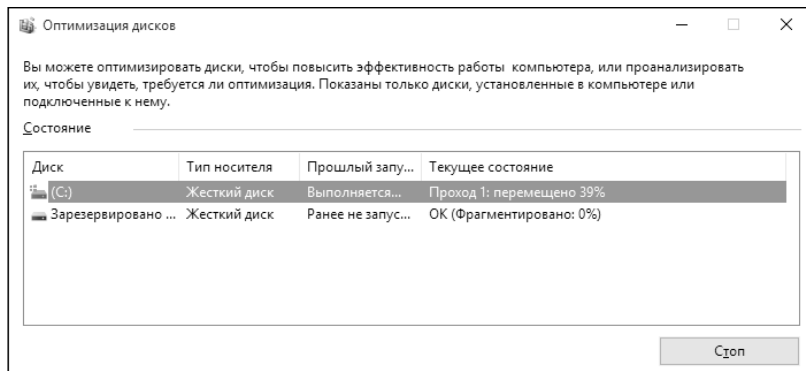 Оптимизация дисков
Вы можете оптимизировать диски, чтобы повысить эффективность работы компьютера, или проанализировать
их, чтобы увидеть, требуется ли оптимизация. Показаны только диски, установленные в компьютере или
подключенные к нему.
Состояние
Диск Тип носителя Прошлый запу... Текущее состояние
(C:) Жесткий диск Выполняется... Проход 1: перемещено 39%
Зарезервировано ... Жесткий диск Ранее не запус... ОК (Фрагментировано: 0%)
Стоп